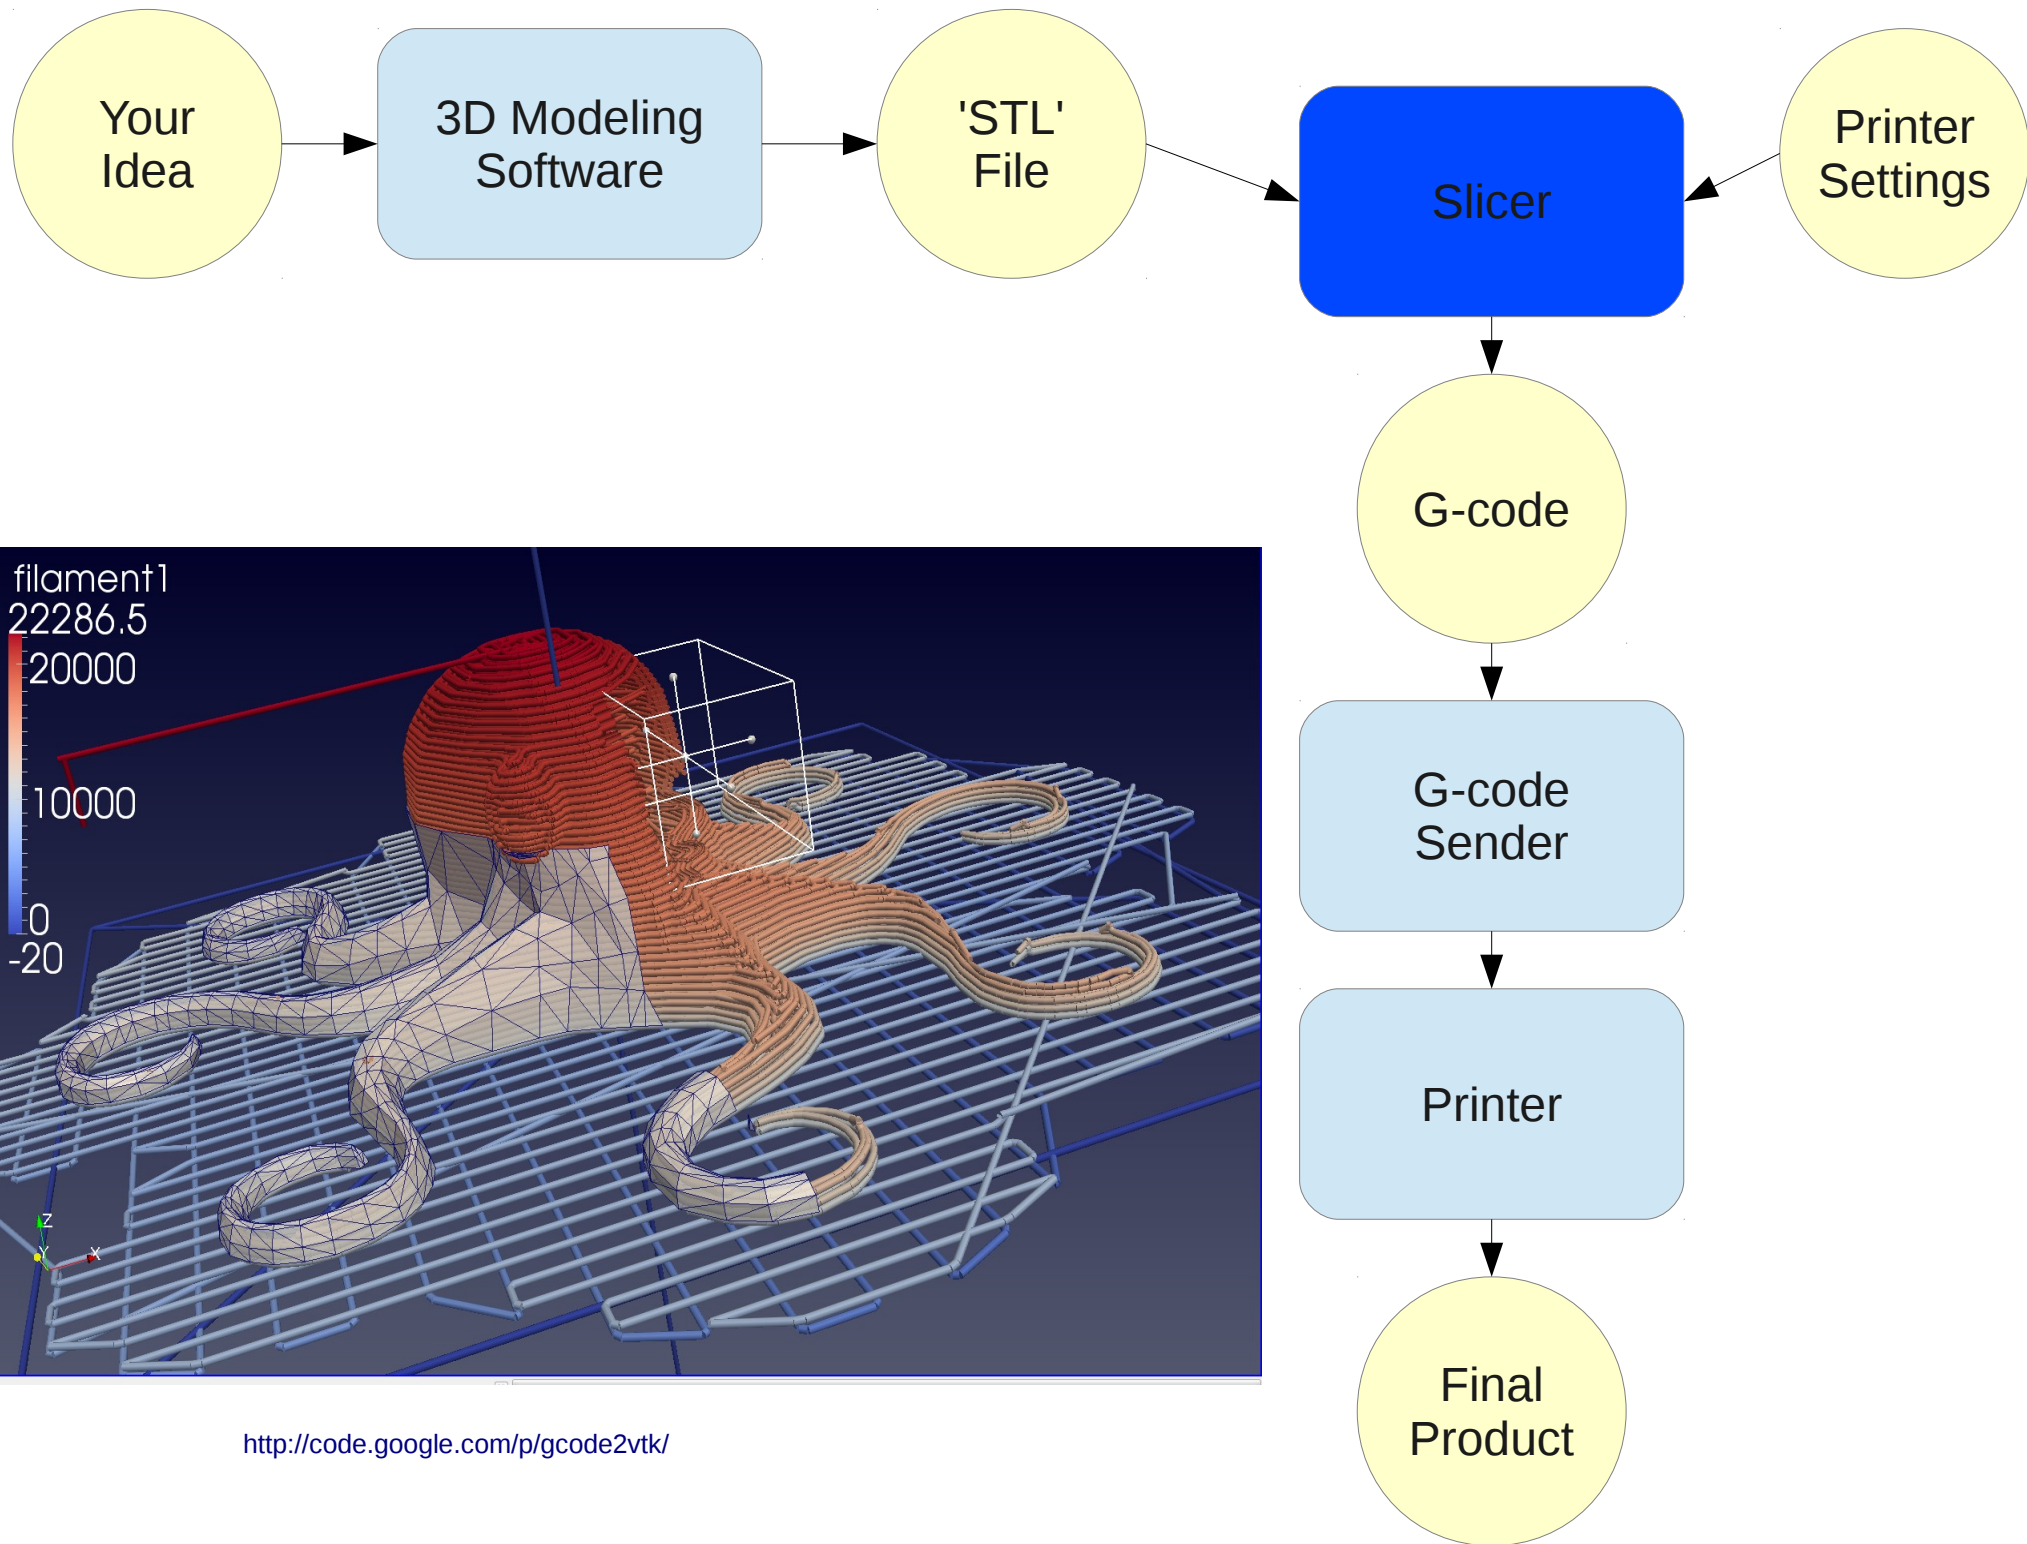 Your
Idea
3D Modeling
Software
'STL'
File
Slicer
Printer
Settings
G-code
G-code
Sender
Printer
Final
Product
filament1
22286.5
20000
10000
0
-20
Z
Y
X
http://code.google.com/p/gcode2vtk/